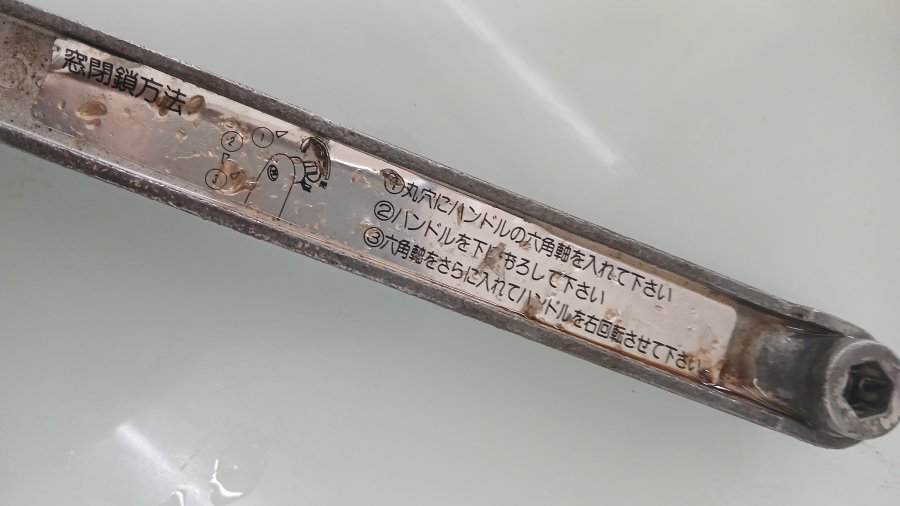 窓閉鎖方法
① ▽
②
▽
③
①丸穴にハンドルの六角軸を入れて下さい
②ハンドルを下におろして下さい
③六角軸をさらに入れてハンドルを右回転させて下さい